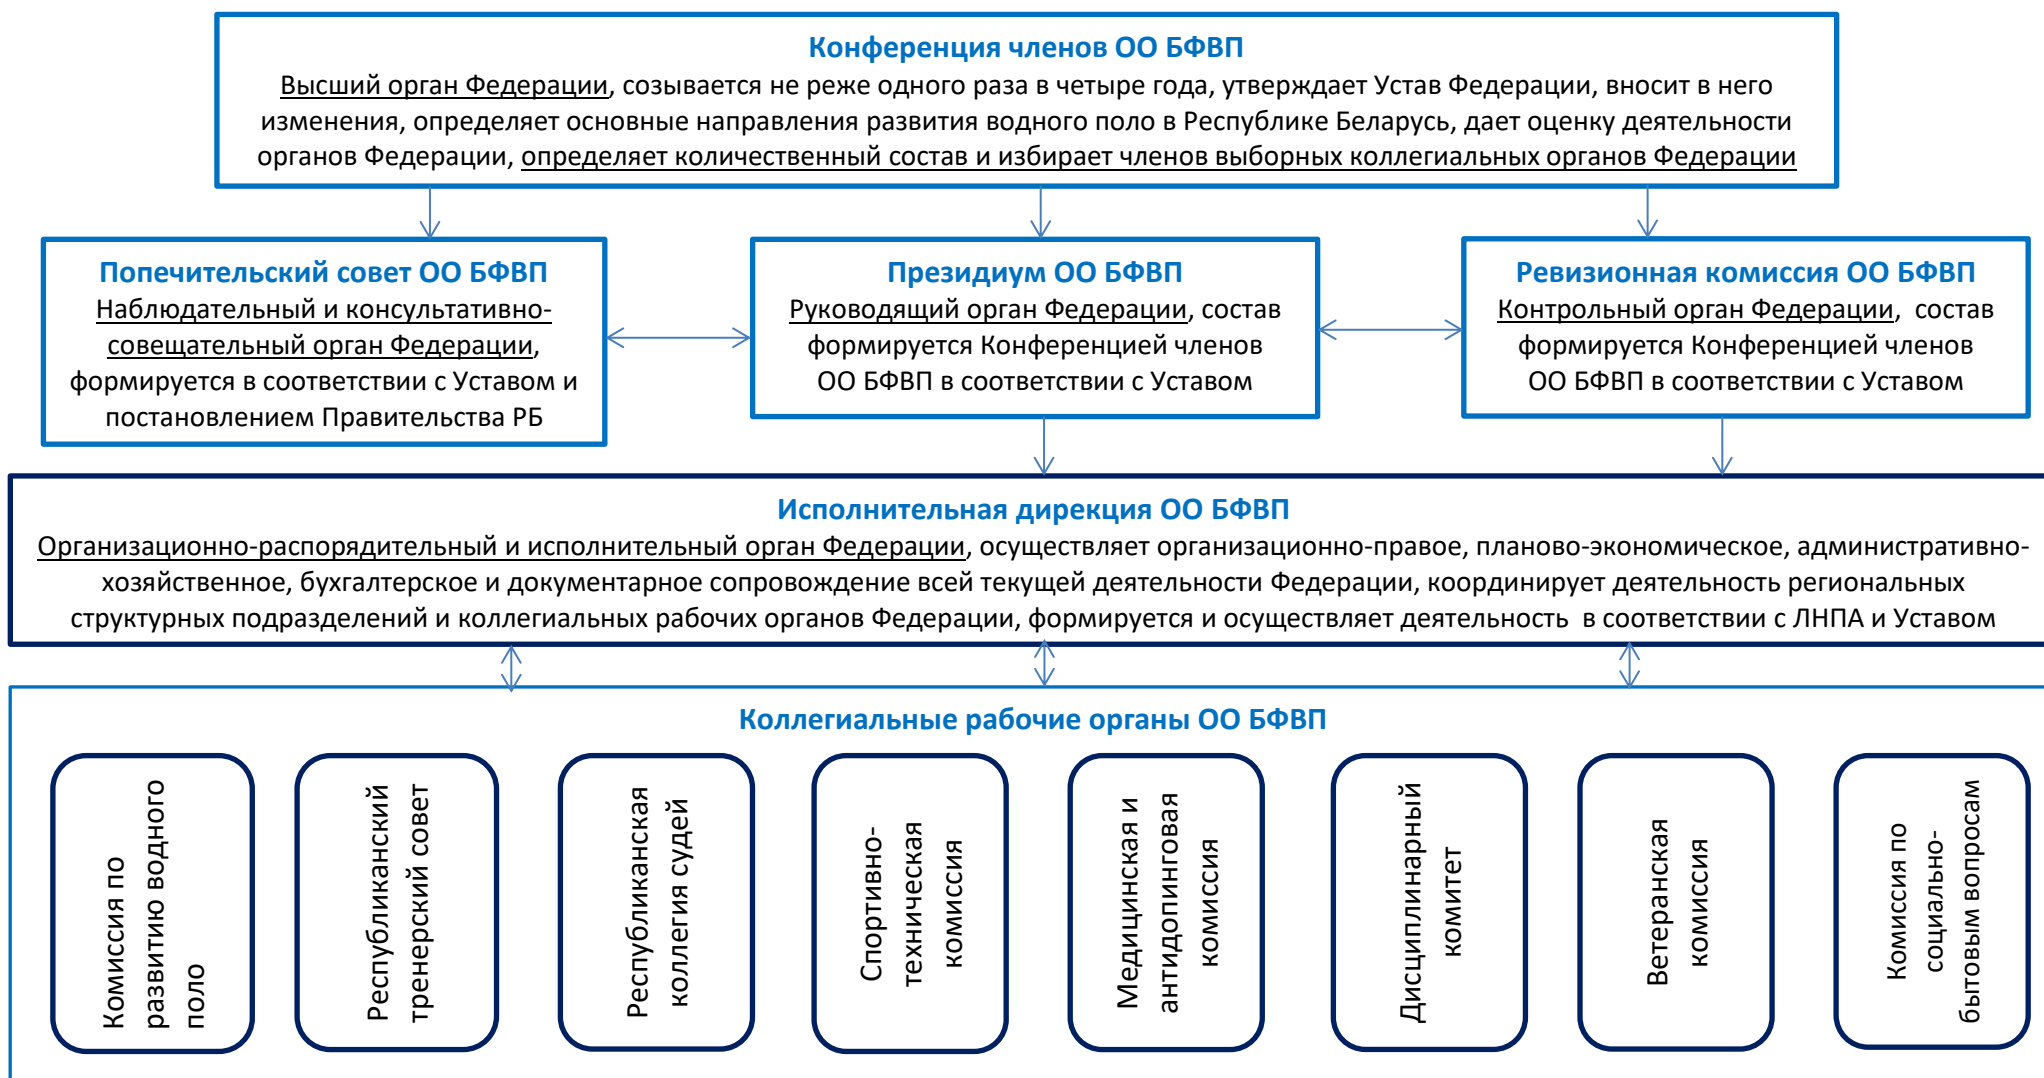 Конференция членов ОО БФВП
Высший орган Федерации, созывается не реже одного раза в четыре года, утверждает Устав Федерации, вносит в него
изменения, определяет основные направления развития водного поло в Республике Беларусь, дает оценку деятельности
органов Федерации, определяет количественный состав и избирает членов выборных коллегиальных органов Федерации
Попечительский совет ОО БФВП
Наблюдательный и консультативно-
совещательный орган Федерации,
формируется в соответствии с Уставом и
постановлением Правительства РБ
Президиум ОО БФВП
Руководящий орган Федерации, состав
формируется Конференцией членов
ОО БФВП в соответствии с Уставом
Ревизионная комиссия ОО БФВП
Контрольный орган Федерации, состав
формируется Конференцией членов
ОО БФВП в соответствии с Уставом
Исполнительная дирекция ОО БФВП
Организационно-распорядительный и исполнительный орган Федерации, осуществляет организационно-правое, планово-экономическое, административно-
хозяйственное, бухгалтерское и документарное сопровождение всей текущей деятельности Федерации, координирует деятельность региональных
структурных подразделений и коллегиальных рабочих органов Федерации, формируется и осуществляет деятельность в соответствии с ЛНПА и Уставом
Коллегиальные рабочие органы ОО БФВП
Комиссия по
развитию водного
поло
Республиканский
тренерский совет
Республиканская
коллегия судей
Спортивно-
техническая
комиссия
Медицинская и
антидопинговая
комиссия
Дисциплинарный
комитет
Ветеранская
комиссия
Комиссия по
социально-
бытовым вопросам